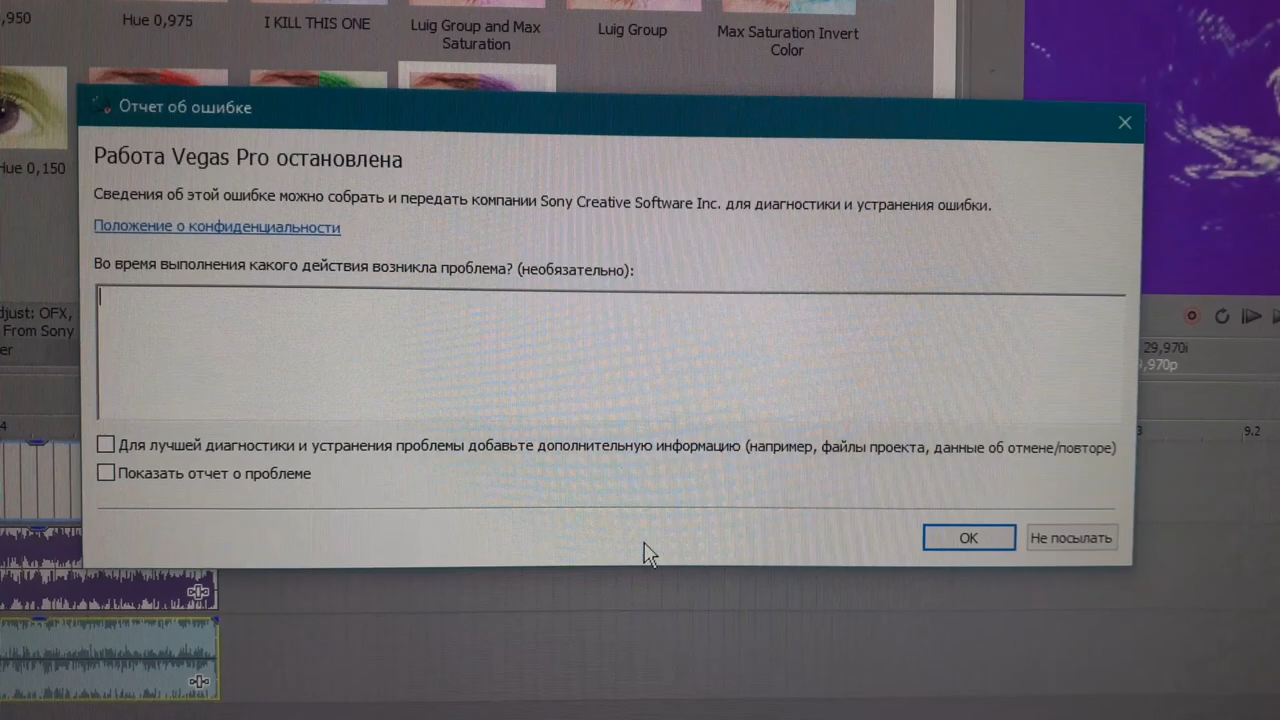 ,950
Hue 0,975
I KILL THIS ONE
Luig Group and Max
Saturation
Luig Group
Max Saturation Invert
Color
Hue 0,150
Отчет об ошибке
Работа Vegas Pro остановлена
Сведения об этой ошибке можно собрать и передать компании Sony Creative Software Inc. для диагностики и устранения ошибки.
Положение о конфиденциальности
Во время выполнения какого действия возникла проблема? (необязательно):
djust: OFX,
From Sony
er
29,970i
,970p
4
3
9.2
Для лучшей диагностики и устранения проблемы добавьте дополнительную информацию (например, файлы проекта, данные об отмене/повторе)
Показать отчет о проблеме
OK
Не посылать